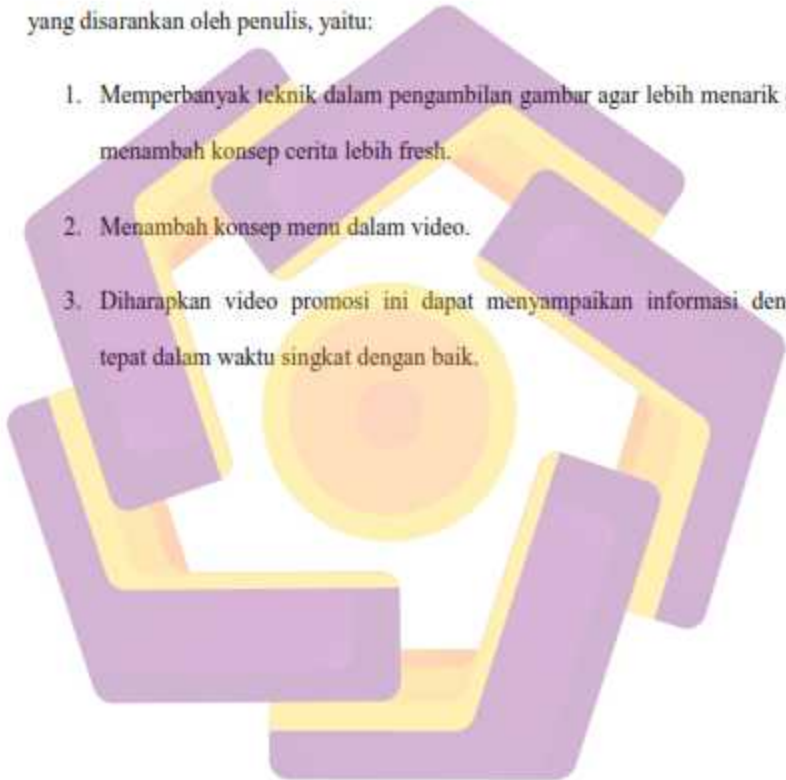 yang disarankan oleh penulis, yaitu:
1. Memperbanyak teknik dalam pengambilan gambar agar lebih menarik
menambah konsep cerita lebih fresh.
2. Menambah konsep menu dalam video.
3. Diharapkan video promosi ini dapat menyampaikan informasi den
tepat dalam waktu singkat dengan baik.